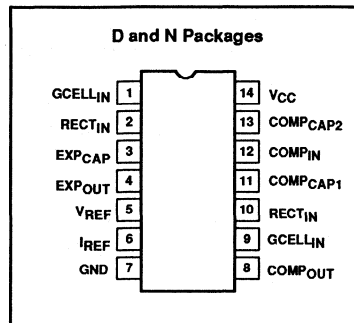 D and N Packages
GCELLIN 1 14 VCC
RECTIN 2 13 COMPCAP2
EXPCAP 3 12 COMPIN
EXPOUT 4 11 COMPCAP1
VREF 5 10 RECTIN
IREF 6 9 GCELLIN
GND 7 8 COMPOUT